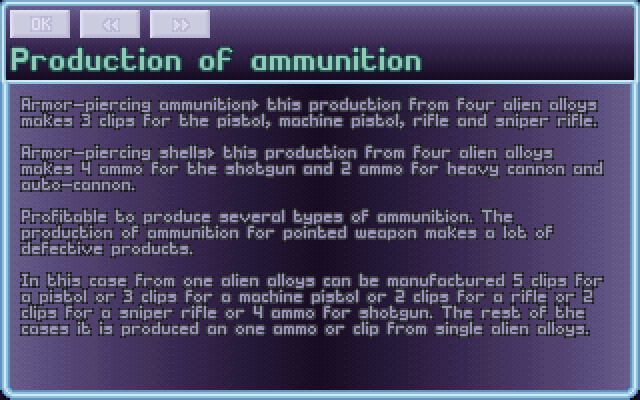 OK << >>
Production of ammunition
Armor-piercing ammunition> this production from four alien alloys
makes 3 clips for the pistol, machine pistol, rifle and sniper rifle.
Armor-piercing shells> this production from four alien alloys
makes 4 ammo for the shotgun and 2 ammo for heavy cannon and
auto-cannon.
Profitable to produce several types of ammunition. The
production of ammunition for pointed weapon makes a lot of
defective products.
In this case from one alien alloys can be manufactured 5 clips for
a pistol or 3 clips for a machine pistol or 2 clips for a rifle or 2
clips for a sniper rifle or 4 ammo for shotgun. The rest of the
cases it is produced an one ammo or clip from single alien alloys.